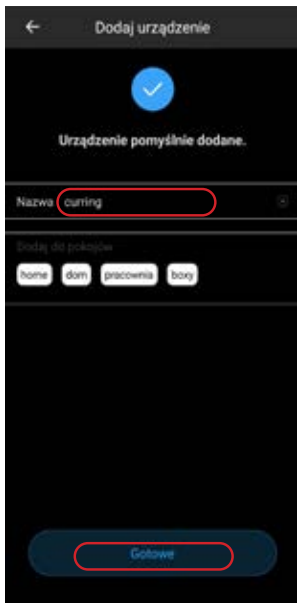 Dodaj urządzenie
Urządzenie pomyślnie dodane.
Nazwa curring
Dodaj do pokojów
home dom pracownia boxy
Gotowe